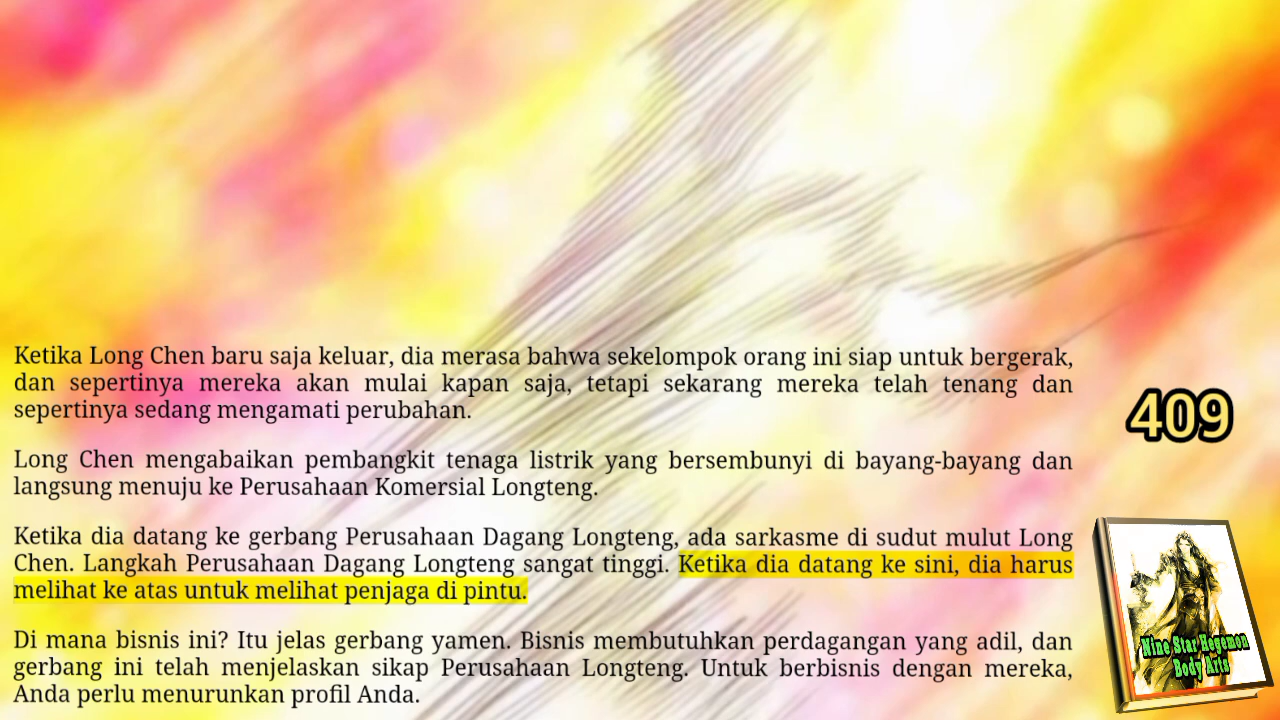 Ketika Long Chen baru saja keluar, dia merasa bahwa sekelompok orang ini siap untuk bergerak,
dan sepertinya mereka akan mulai kapan saja, tetapi sekarang mereka telah tenang dan
sepertinya sedang mengamati perubahan.
Long Chen mengabaikan pembangkit tenaga listrik yang bersembunyi di bayang-bayang dan
langsung menuju ke Perusahaan Komersial Longteng.
Ketika dia datang ke gerbang Perusahaan Dagang Longteng, ada sarkasme di sudut mulut Long
Chen. Langkah Perusahaan Dagang Longteng sangat tinggi. Ketika dia datang ke sini, dia harus
melihat ke atas untuk melihat penjaga di pintu.
Di mana bisnis ini? Itu jelas gerbang yamen. Bisnis membutuhkan perdagangan yang adil, dan
gerbang ini telah menjelaskan sikap Perusahaan Longteng. Untuk berbisnis dengan mereka,
Anda perlu menurunkan profil Anda.
409
Nine Star Hegemon
Body Arts